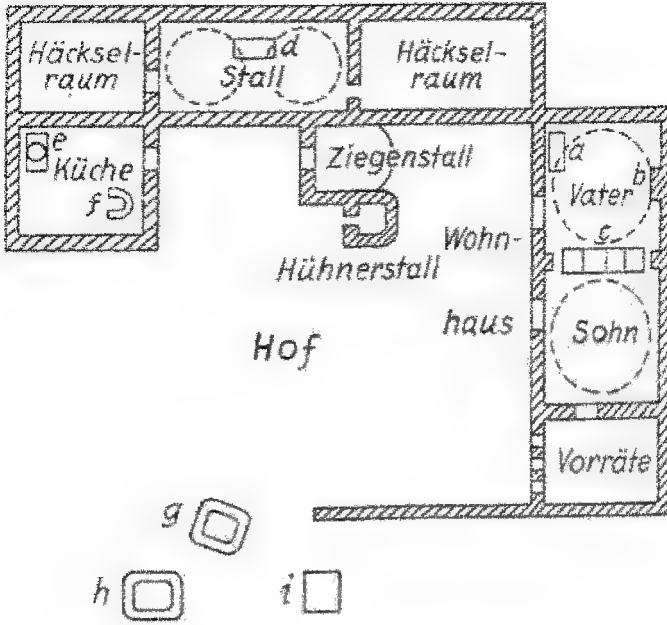 Häcksel-
raum
d
Stall
Häcksel-
raum
e
Küche
f
Ziegenstall
a
b
Vater
c
Wohn-
haus
Hühnerstall
Hof
Sohn
Vorräte
g
h
i